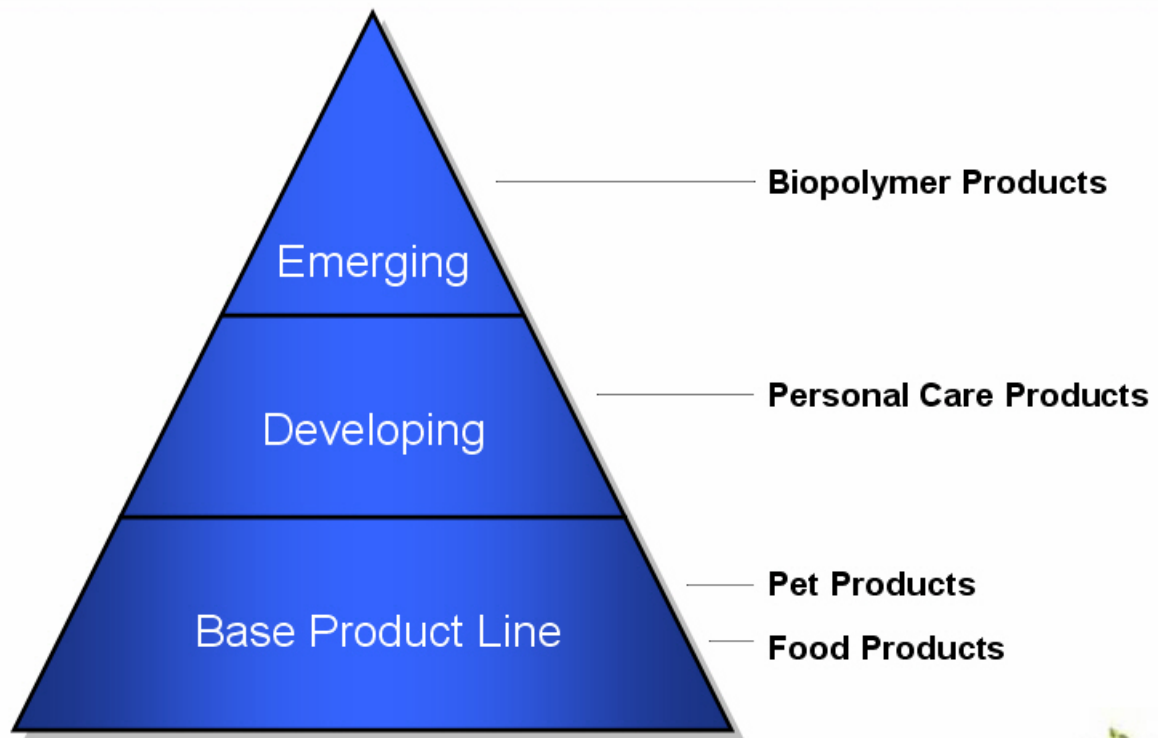 Biopolymer Products
Emerging
Personal Care Products
Developing
Pet Products
Base Product Line
Food Products